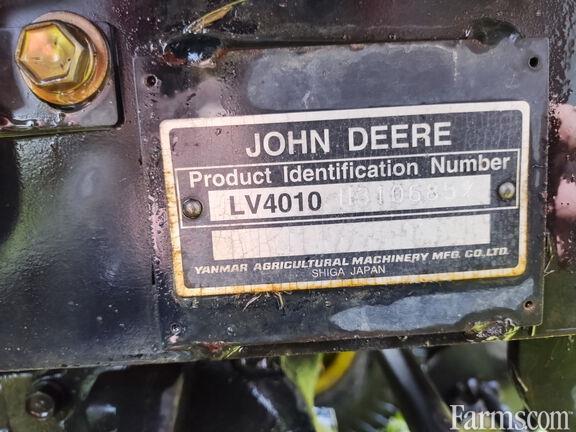 JOHN DEERE
Product Identification Number
LV4010
YANMAR AGRICULTURAL MACHINERY MFG. CO. LTD.
SHIGA JAPAN
Farms.com